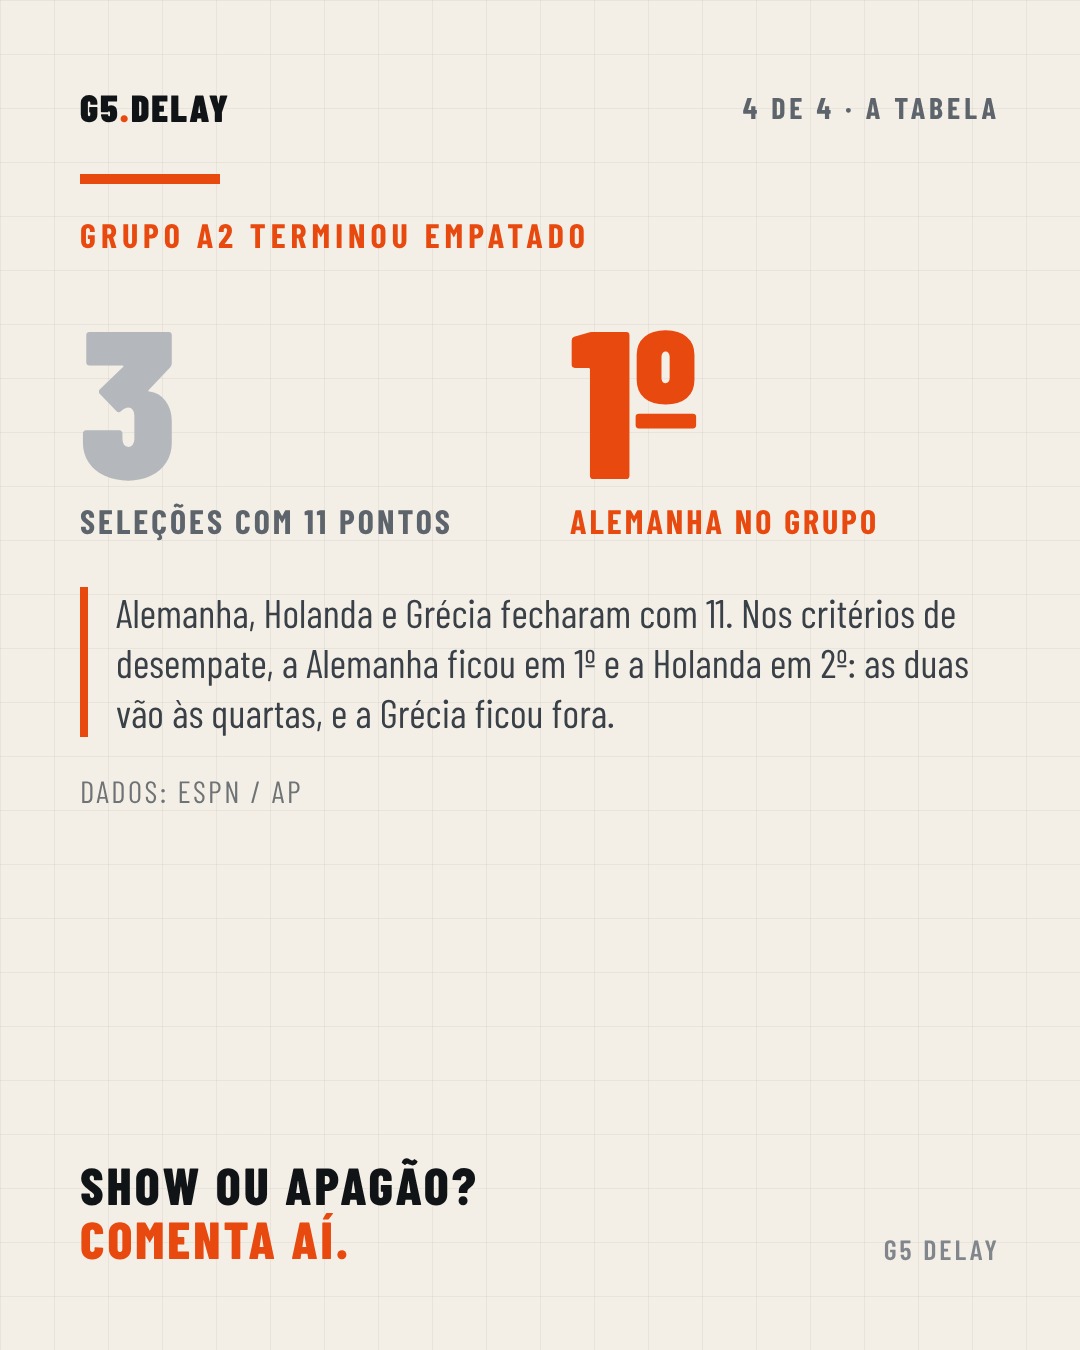 G5.DELAY
4 DE 4 · A TABELA
GRUPO A2 TERMINOU EMPATADO
3
SELEÇÕES COM 11 PONTOS
1º
ALEMANHA NO GRUPO
Alemanha, Holanda e Grécia fecharam com 11. Nos critérios de
desempate, a Alemanha ficou em 1º e a Holanda em 2º: as duas
vão às quartas, e a Grécia ficou fora.
DADOS: ESPN / AP
SHOW OU APAGÃO?
COMENTA AÍ.
G5 DELAY